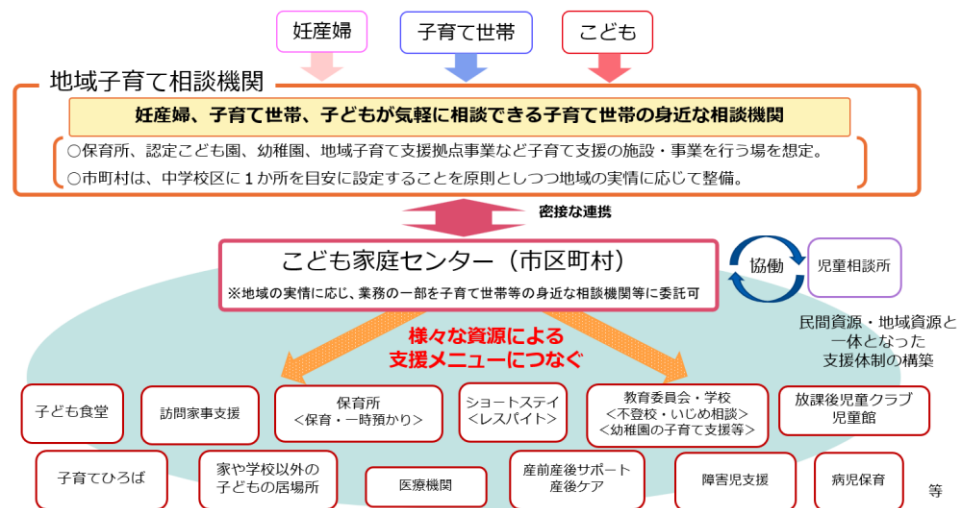 妊産婦
子育て世帯
こども
地域子育て相談機関
妊産婦、子育て世帯、子どもが気軽に相談できる子育て世帯の身近な相談機関
○保育所、認定こども園、幼稚園、地域子育て支援拠点事業など子育て支援の施設・事業を行う場を想定。
○市町村は、中学校区に１か所を目安に設定することを原則としつつ地域の実情に応じて整備。
密接な連携
こども家庭センター（市区町村）
※地域の実情に応じ、業務の一部を子育て世帯等の身近な相談機関等に委託可
協働
児童相談所
民間資源・地域資源と
一体となった
支援体制の構築
様々な資源による
支援メニューにつなぐ
子ども食堂
訪問家事支援
保育所
<保育・一時預かり>
ショートステイ
<レスパイト>
教育委員会・学校
<不登校・いじめ相談>
<幼稚園の子育て支援等>
放課後児童クラブ
児童館
子育てひろば
家や学校以外の
子どもの居場所
医療機関
産前産後サポート
産後ケア
障害児支援
病児保育
等